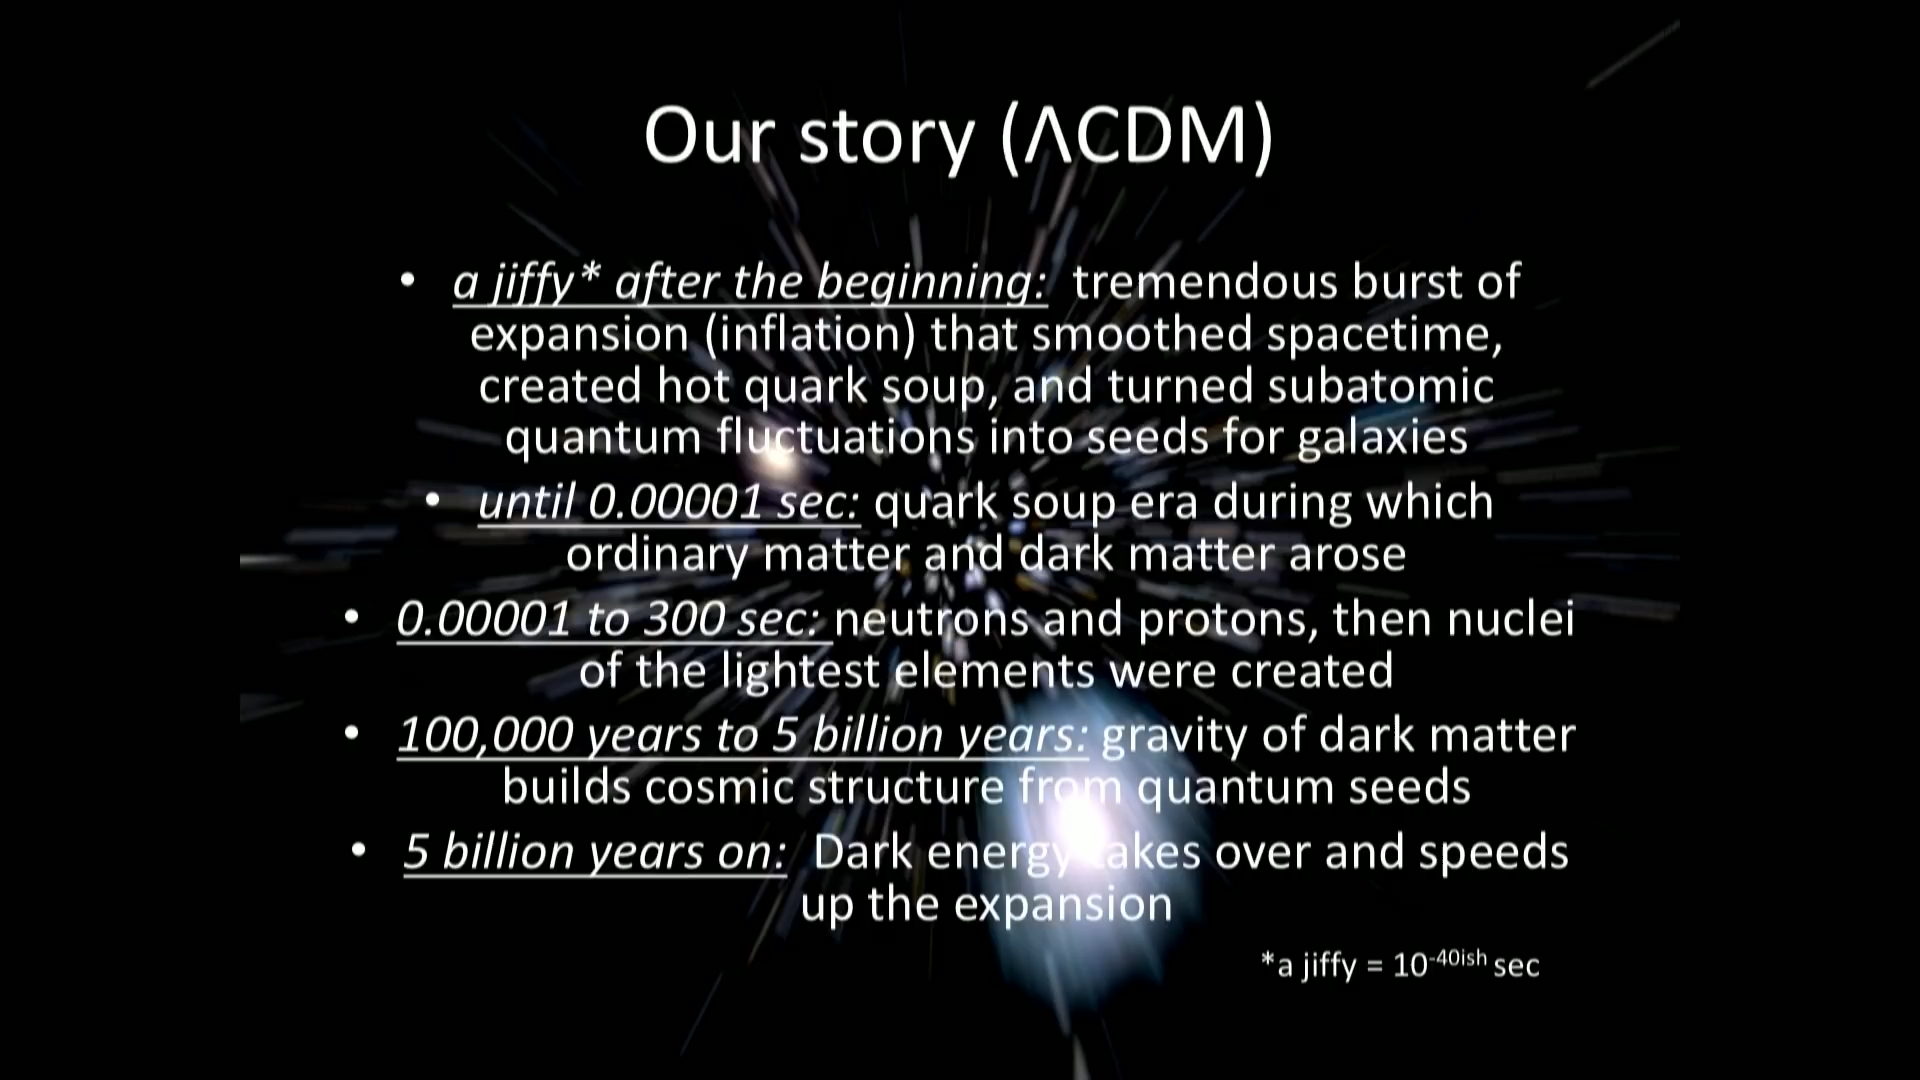 Our story (ΛCDM)
• a jiffy* after the beginning: tremendous burst of
expansion (inflation) that smoothed spacetime,
created hot quark soup, and turned subatomic
quantum fluctuations into seeds for galaxies
• until 0.00001 sec: quark soup era during which
ordinary matter and dark matter arose
• 0.00001 to 300 sec: neutrons and protons, then nuclei
of the lightest elements were created
• 100,000 years to 5 billion years: gravity of dark matter
builds cosmic structure from quantum seeds
• 5 billion years on: Dark energy takes over and speeds
up the expansion
*a jiffy = 10⁻⁴⁰ⁱˢʰ sec